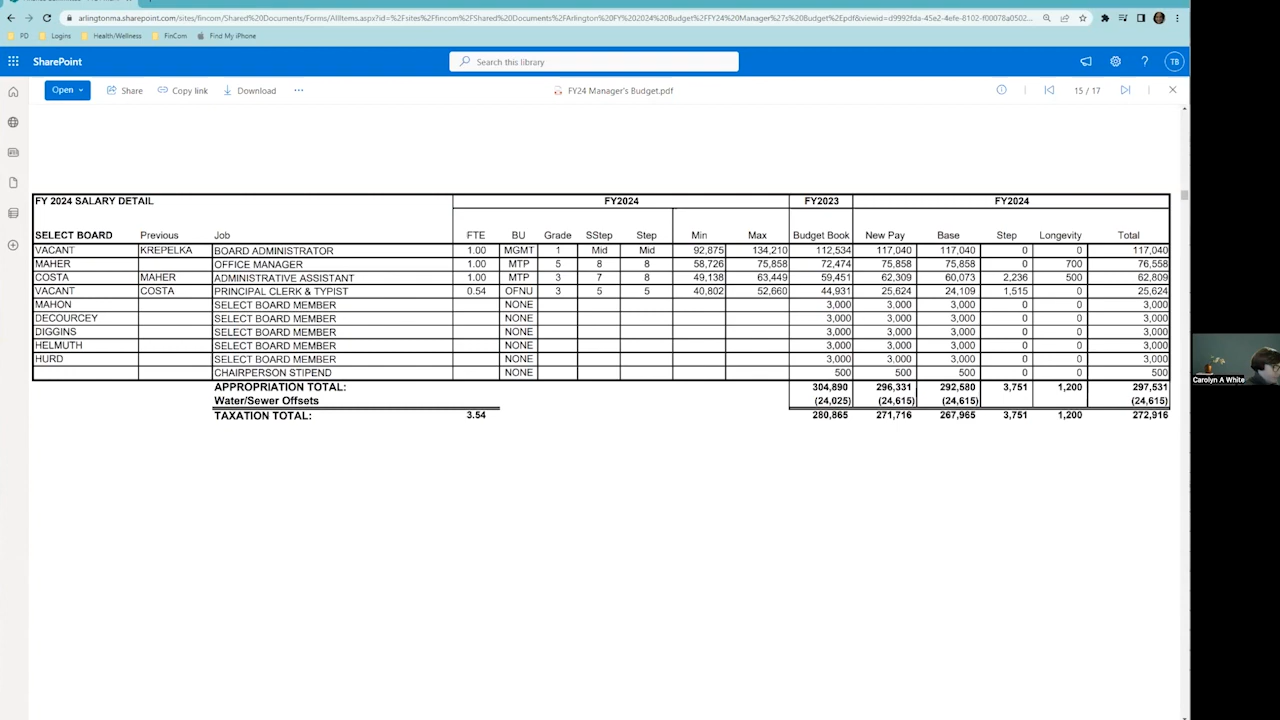 arlingtonma.sharepoint.com/sites/fincom/Shared%20Documents/Forms/AllItems.aspx?id=%2Fsites%2Ffincom%2FShared%20Documents%2FArlington%20FY%202024%20Budget%2FFY24%20Manager%27s%20Budget%2Epdf&viewid=d9992fda-45e2-4efe-8102-f00078a0502...
PD Logins Health/Wellness FinCom Find My iPhone
SharePoint Search this library ? TB
Open Share Copy link Download ... FY24 Manager's Budget.pdf 15 / 17
FY 2024 SALARY DETAIL FY2024 FY2023 FY2024
SELECT BOARD Previous Job FTE BU Grade SStep Step Min Max Budget Book New Pay Base Step Longevity Total
VACANT KREPELKA BOARD ADMINISTRATOR 1.00 MGMT 1 Mid Mid 92,875 134,210 112,534 117,040 117,040 0 0 117,040
MAHER OFFICE MANAGER 1.00 MTP 5 8 8 58,726 75,858 72,474 75,858 75,858 0 700 76,558
COSTA MAHER ADMINISTRATIVE ASSISTANT 1.00 MTP 3 7 8 49,138 63,449 59,451 62,309 60,073 2,236 500 62,809
VACANT COSTA PRINCIPAL CLERK & TYPIST 0.54 OFNU 3 5 5 40,802 52,660 44,931 25,624 24,109 1,515 0 25,624
MAHON SELECT BOARD MEMBER NONE 3,000 3,000 3,000 0 0 3,000
DECOURCEY SELECT BOARD MEMBER NONE 3,000 3,000 3,000 0 0 3,000
DIGGINS SELECT BOARD MEMBER NONE 3,000 3,000 3,000 0 0 3,000
HELMUTH SELECT BOARD MEMBER NONE 3,000 3,000 3,000 0 0 3,000
HURD SELECT BOARD MEMBER NONE 3,000 3,000 3,000 0 0 3,000
CHAIRPERSON STIPEND NONE 500 500 500 0 0 500
APPROPRIATION TOTAL: 304,890 296,331 292,580 3,751 1,200 297,531
Water/Sewer Offsets (24,025) (24,615) (24,615) (24,615)
TAXATION TOTAL: 3.54 280,865 271,716 267,965 3,751 1,200 272,916
Carolyn A White